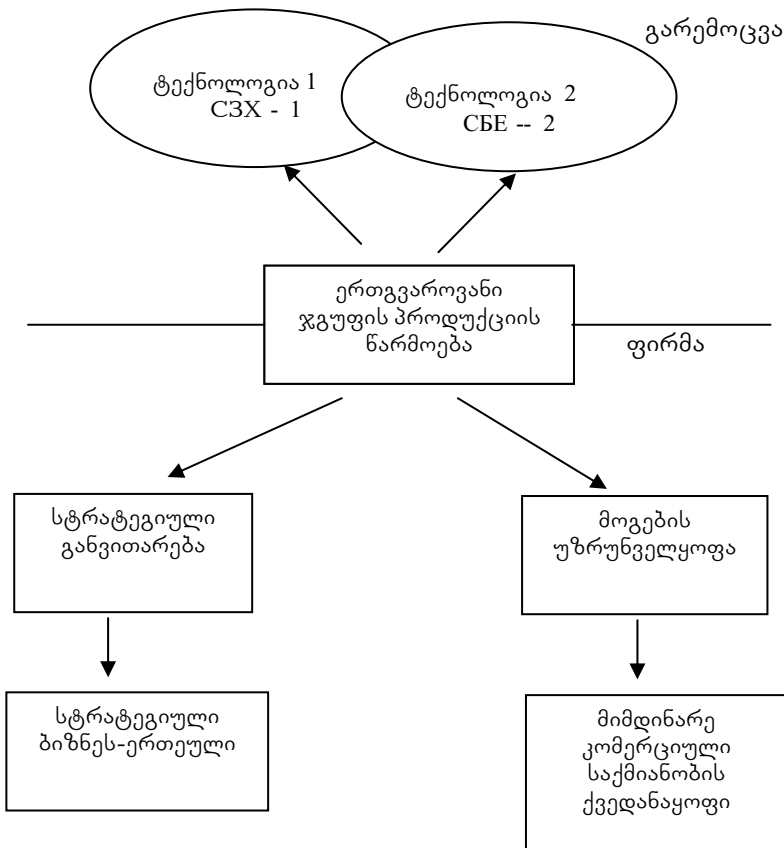 გარემოცვა
ტექნოლოგია 1
СЗХ - 1
ტექნოლოგია 2
СБЕ -- 2
ერთგვაროვანი
ჯგუფის პროდუქციის
წარმოება
ფირმა
სტრატეგიული
განვითარება
მოგების
უზრუნველყოფა
სტრატეგიული
ბიზნეს-ერთეული
მიმდინარე
კომერციული
საქმიანობის
ქვედანაყოფი